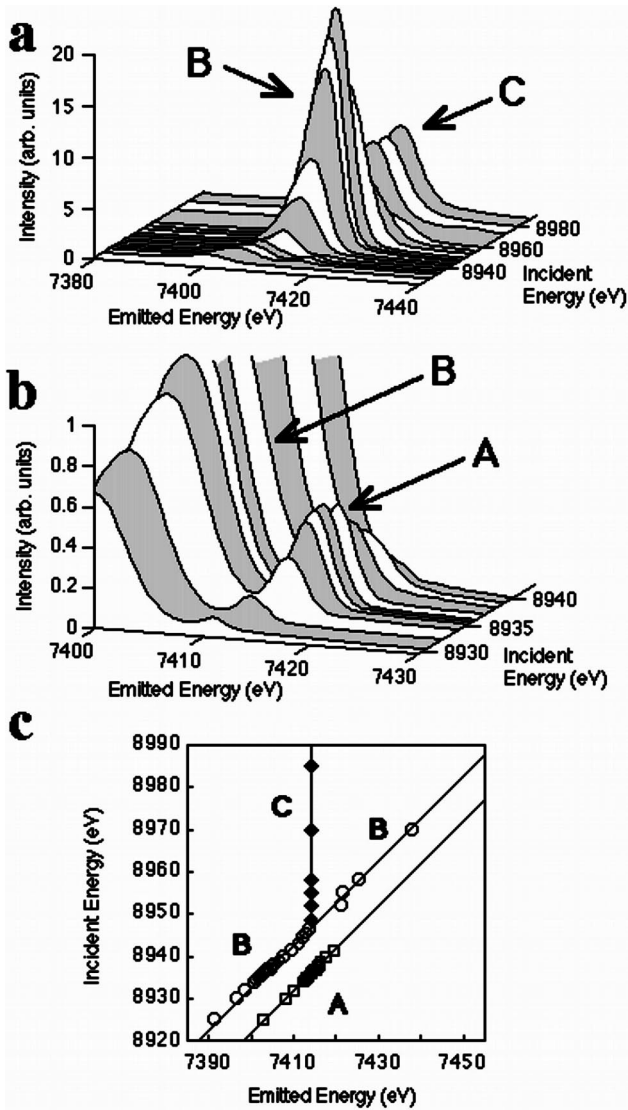 a
20
15
10
5
0
Intensity (arb. units)
B
C
7380
7400
7420
7440
Emitted Energy (eV)
8980
8960
8940
Incident
Energy (eV)
b
1
0.8
0.6
0.4
0.2
0
Intensity (arb. units)
B
A
7400
7410
7420
7430
Emitted Energy (eV)
8940
8935
8930
Incident
Energy (eV)
c
8990
8980
8970
8960
8950
8940
8930
8920
Incident Energy (eV)
C
B
B
A
7390
7410
7430
7450
Emitted Energy (eV)